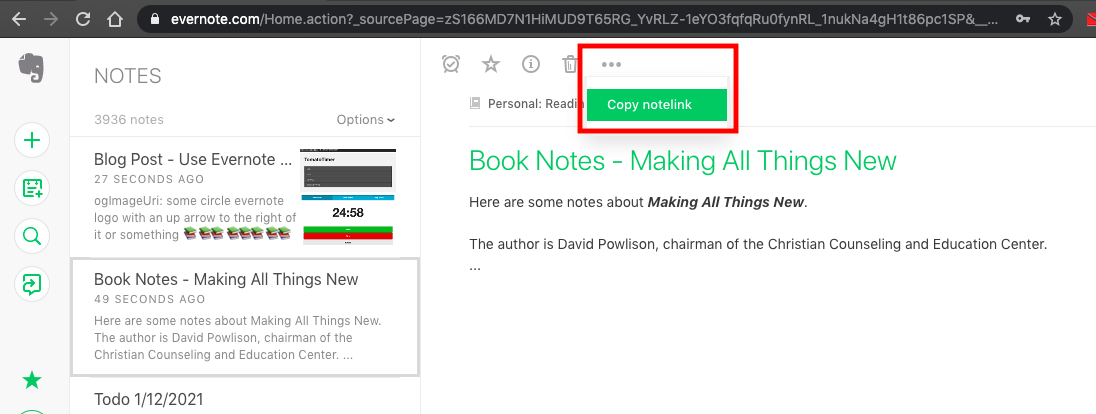 evernote.com/Home.action?_sourcePage=zS166MD7N1HiMUD9T65RG_YvRLZ-1eYO3fqfqRu0fynRL_1nukNa4gH1t86pc1SP&__...
NOTES
3936 notes
Options
Blog Post - Use Evernote ...
27 SECONDS AGO
ogImageUri: some circle evernote
logo with an up arrow to the right of
it or something 📚📚📚📚📚📚📚
TomatoTimer
24:58
Book Notes - Making All Things New
49 SECONDS AGO
Here are some notes about Making All Things New.
The author is David Powlison, chairman of the
Christian Counseling and Education Center. ...
Todo 1/12/2021
Personal: Readin
Copy notelink
Book Notes - Making All Things New
Here are some notes about Making All Things New.
The author is David Powlison, chairman of the Christian Counseling and Education Center.
...